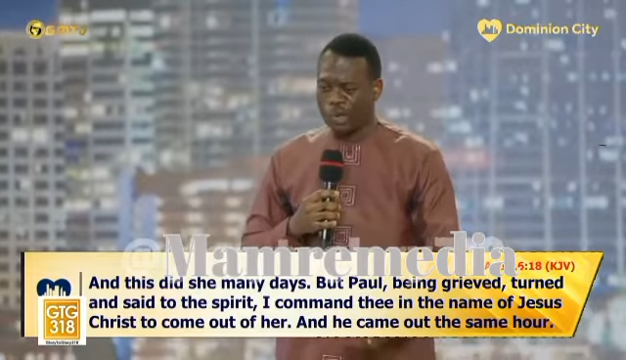 Dominion City
@Mamremedia
:18 (KJV)
And this did she many days. But Paul, being grieved, turned
and said to the spirit, I command thee in the name of Jesus
Christ to come out of her. And he came out the same hour.
GTG
318